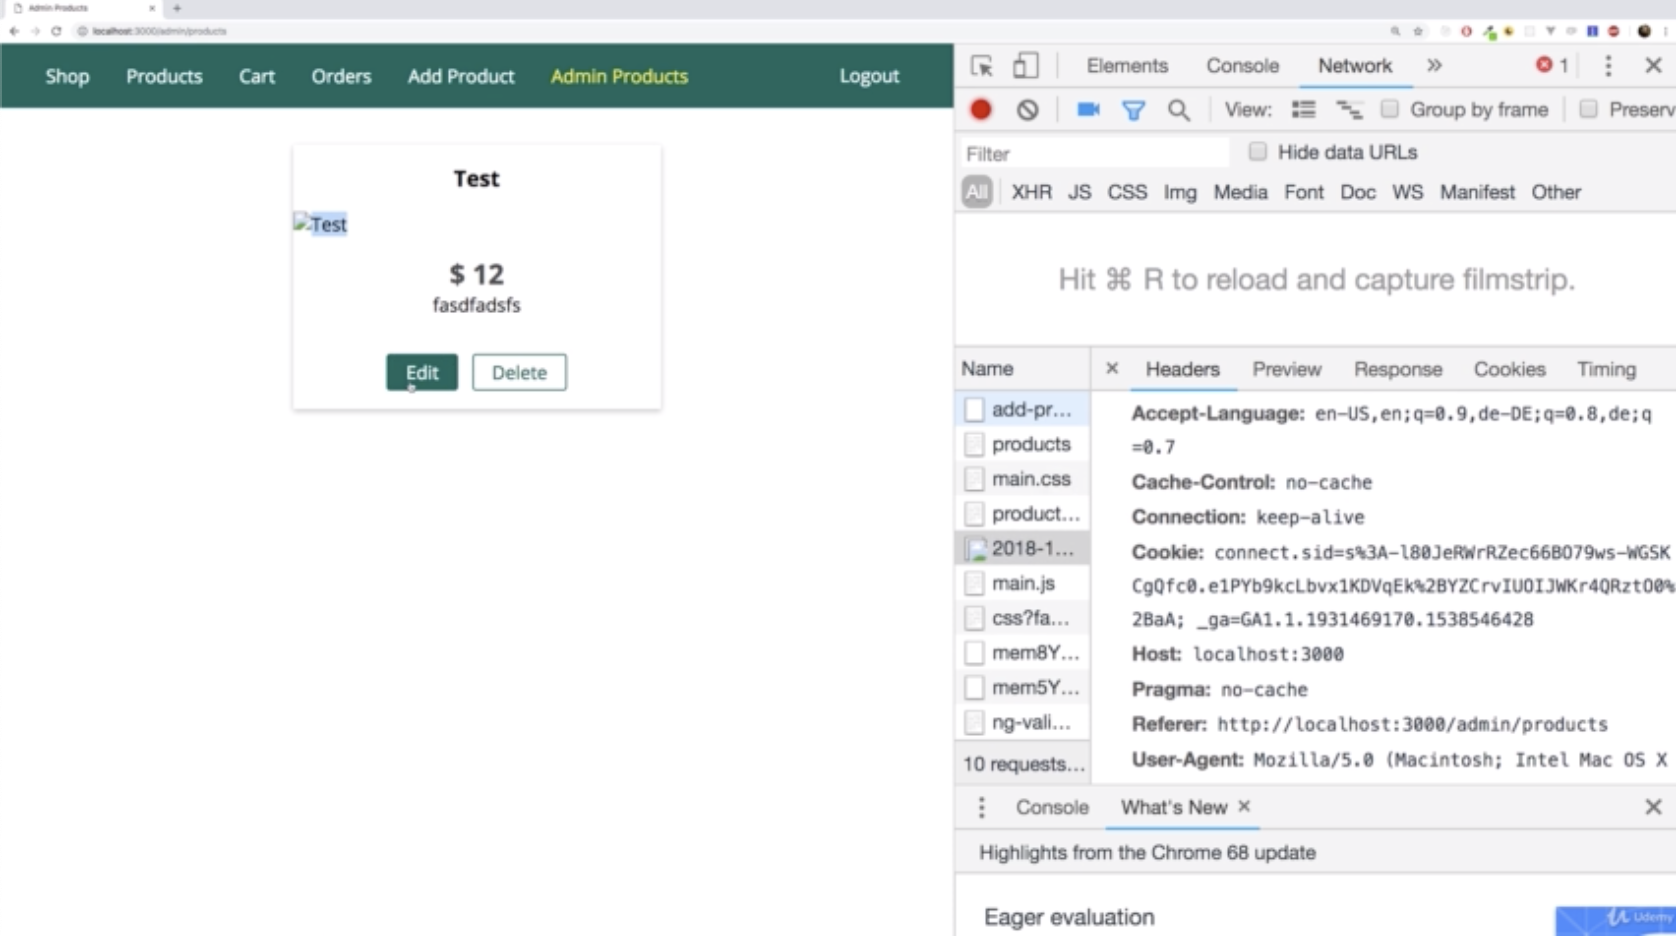 Admin Products
localhost:3000/admin/products
Shop Products Cart Orders Add Product Admin Products Logout
Test
Test
$ 12
fasdfadsfs
Edit Delete
Elements Console Network 1
View: Group by frame Preserv
Filter Hide data URLs
All XHR JS CSS Img Media Font Doc WS Manifest Other
Hit ⌘ R to reload and capture filmstrip.
Name Headers Preview Response Cookies Timing
add-pr...
products
main.css
product...
2018-1...
main.js
css?fa...
mem8Y...
mem5Y...
ng-vali...
10 requests...
Accept-Language: en-US,en;q=0.9,de-DE;q=0.8,de;q
=0.7
Cache-Control: no-cache
Connection: keep-alive
Cookie: connect.sid=s%3A-l80JeRWrRZec66BO79ws-WGSK
CgQfc0.e1PYb9kcLbvx1KDVqEk%2BYZCrvIUOIJWKr4QRztO0%
2BaA; _ga=GA1.1.1931469170.1538546428
Host: localhost:3000
Pragma: no-cache
Referer: http://localhost:3000/admin/products
User-Agent: Mozilla/5.0 (Macintosh; Intel Mac OS X
Console What's New
Highlights from the Chrome 68 update
Eager evaluation
Udemy